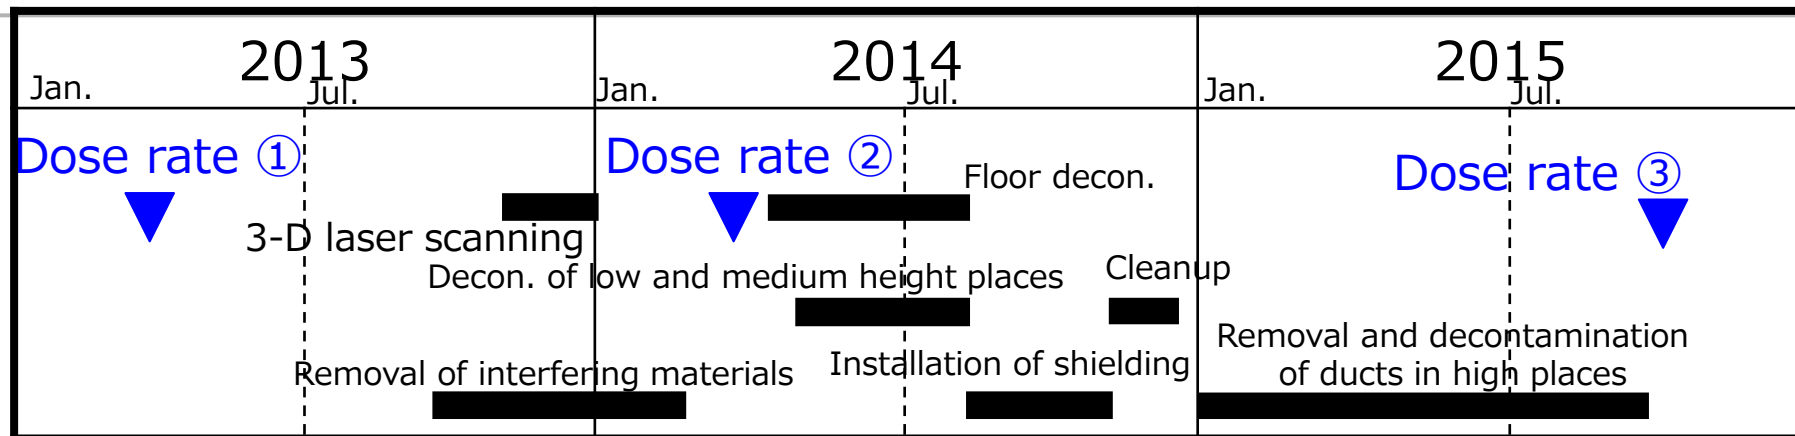 2013
2014
2015
Jan.
Jul.
Jan.
Jul.
Jan.
Jul.
Dose rate ①
Dose rate ②
Dose rate ③
Floor decon.
3-D laser scanning
Decon. of low and medium height places
Cleanup
Removal and decontamination
of ducts in high places
Installation of shielding
Removal of interfering materials